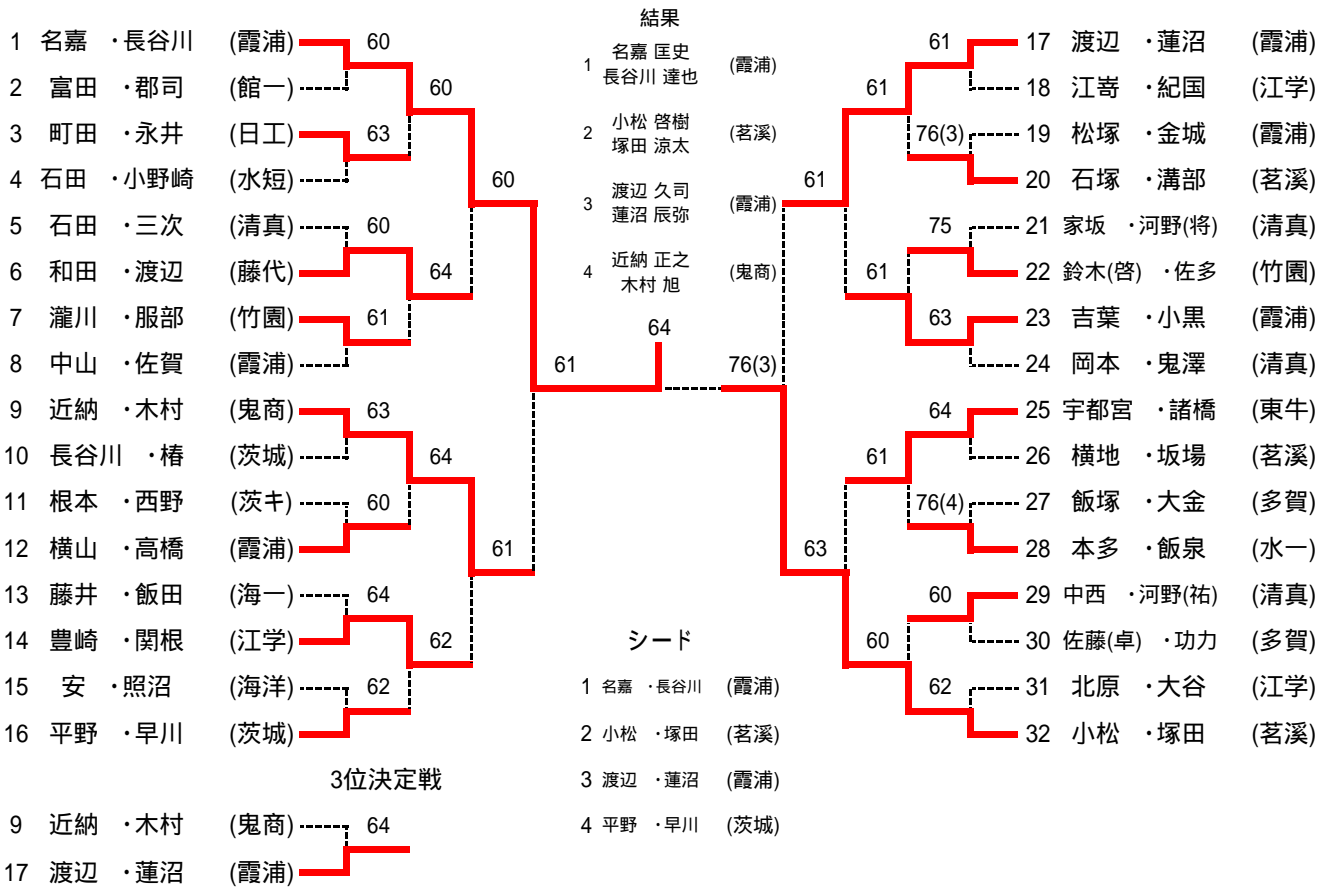 結果
1 名嘉 匡史 (霞浦)
長谷川 達也
2 小松 啓樹 (茗溪)
塚田 涼太
3 渡辺 久司 (霞浦)
蓮沼 辰弥
4 近納 正之 (鬼商)
木村 旭
1 名嘉 ・長谷川 (霞浦)
2 富田 ・郡司 (館一)
3 町田 ・永井 (日工)
4 石田 ・小野崎 (水短)
5 石田 ・三次 (清真)
6 和田 ・渡辺 (藤代)
7 瀧川 ・服部 (竹園)
8 中山 ・佐賀 (霞浦)
9 近納 ・木村 (鬼商)
10 長谷川 ・椿 (茨城)
11 根本 ・西野 (茨キ)
12 横山 ・高橋 (霞浦)
13 藤井 ・飯田 (海一)
14 豊崎 ・関根 (江学)
15 安 ・照沼 (海洋)
16 平野 ・早川 (茨城)
60
63
60
61
63
60
64
62
60
64
64
62
60
61
61
64
76(3)
61
63
61
61
61
60
61
76(3)
75
63
64
76(4)
60
62
17 渡辺 ・蓮沼 (霞浦)
18 江嵜 ・紀国 (江学)
19 松塚 ・金城 (霞浦)
20 石塚 ・溝部 (茗溪)
21 家坂 ・河野(将) (清真)
22 鈴木(啓) ・佐多 (竹園)
23 吉葉 ・小黒 (霞浦)
24 岡本 ・鬼澤 (清真)
25 宇都宮 ・諸橋 (東牛)
26 横地 ・坂場 (茗溪)
27 飯塚 ・大金 (多賀)
28 本多 ・飯泉 (水一)
29 中西 ・河野(祐) (清真)
30 佐藤(卓) ・功力 (多賀)
31 北原 ・大谷 (江学)
32 小松 ・塚田 (茗溪)
シード
1 名嘉 ・長谷川 (霞浦)
2 小松 ・塚田 (茗溪)
3 渡辺 ・蓮沼 (霞浦)
4 平野 ・早川 (茨城)
3位決定戦
9 近納 ・木村 (鬼商) 64
17 渡辺 ・蓮沼 (霞浦)